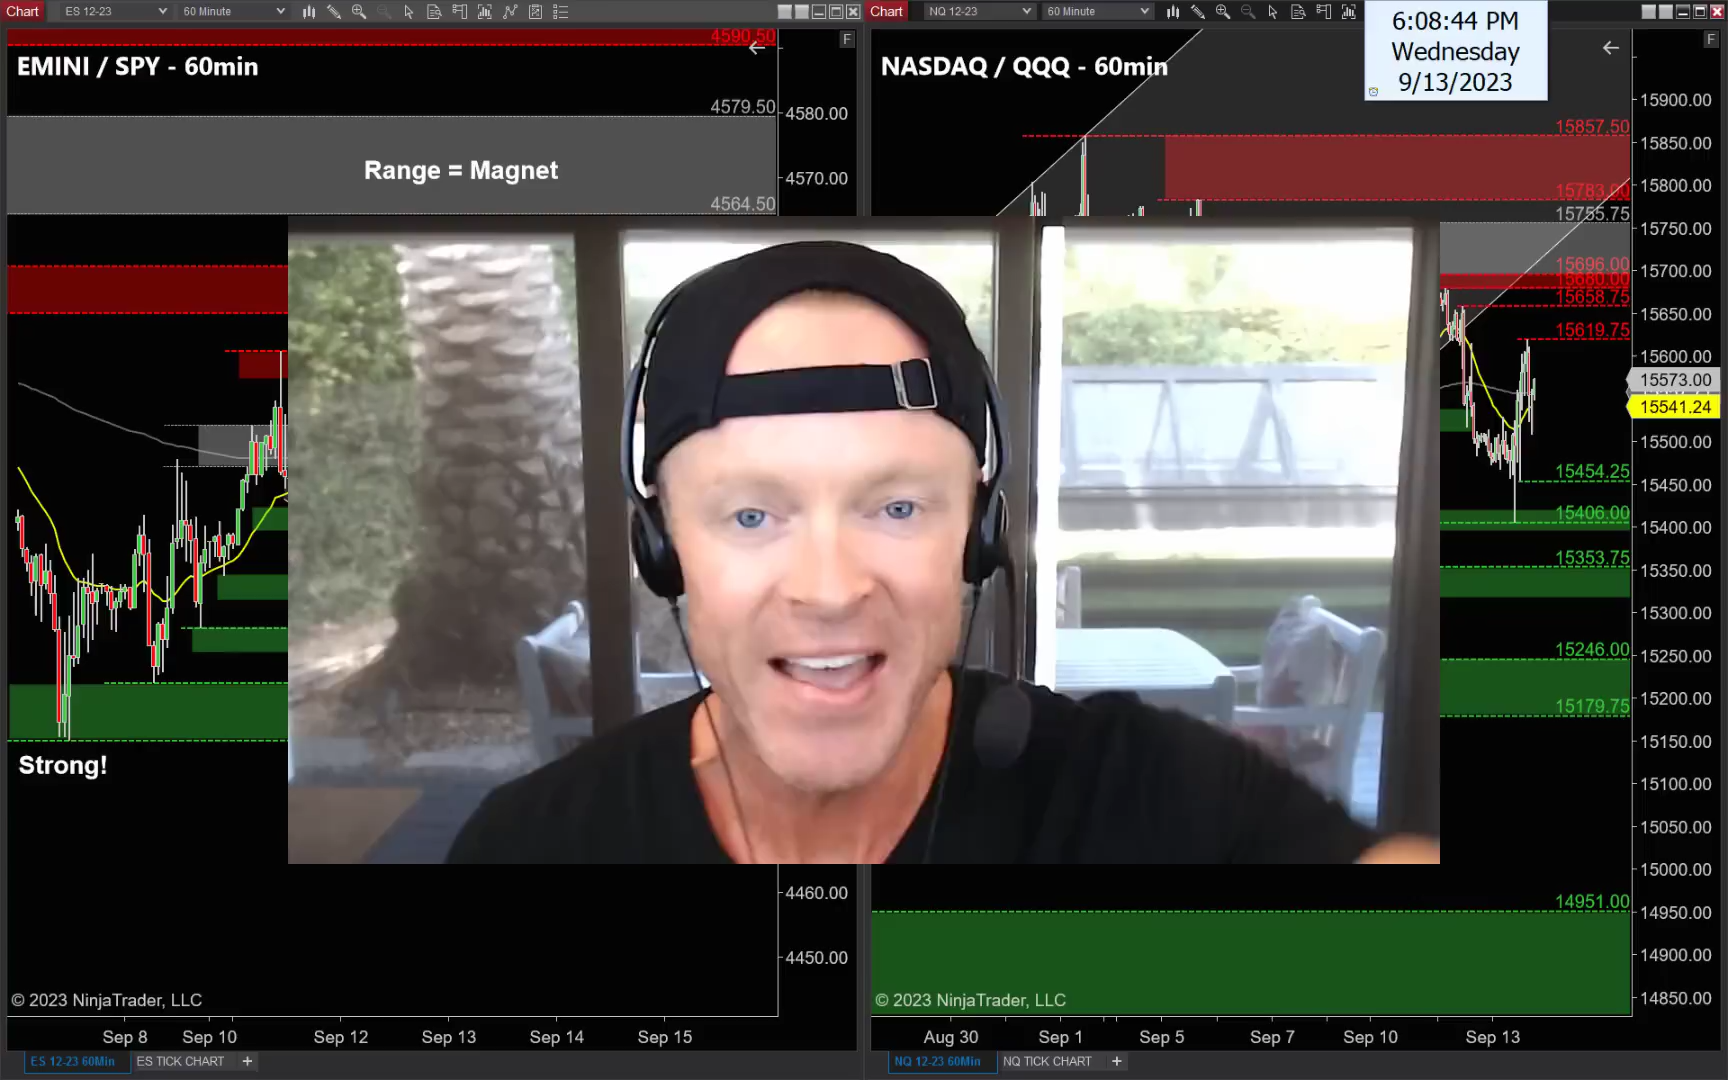 Chart ES 12-23 60 Minute
EMINI / SPY - 60min
F
4590.50
4579.50
4580.00
Range = Magnet
4570.00
4564.50
Strong!
4460.00
4450.00
© 2023 NinjaTrader, LLC
Sep 8 Sep 10 Sep 12 Sep 13 Sep 14 Sep 15
ES 12-23 60Min ES TICK CHART +
Chart NQ 12-23 60 Minute
6:08:44 PM
Wednesday
9/13/2023
NASDAQ / QQQ - 60min
F
15900.00
15857.50
15850.00
15783.00
15800.00
15755.75
15750.00
15696.00
15680.00
15700.00
15658.75
15650.00
15619.75
15600.00
15573.00
15541.24
15500.00
15454.25
15450.00
15406.00
15400.00
15353.75
15350.00
15300.00
15246.00
15250.00
15200.00
15179.75
15150.00
15100.00
15050.00
15000.00
14951.00
14950.00
14900.00
14850.00
© 2023 NinjaTrader, LLC
Aug 30 Sep 1 Sep 5 Sep 7 Sep 10 Sep 13
NQ 12-23 60Min NQ TICK CHART +